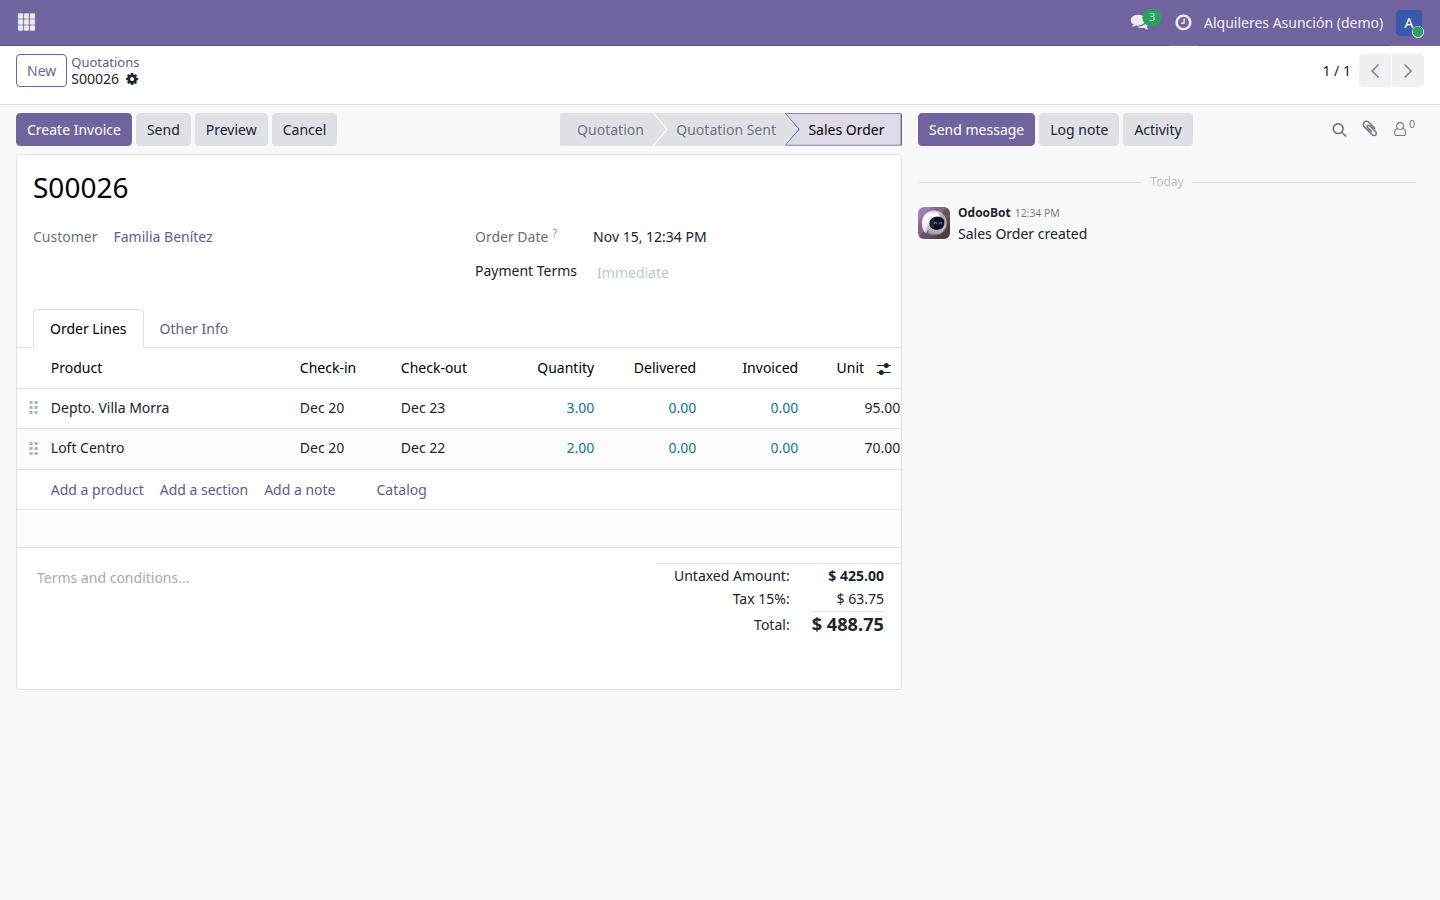 3
Alquileres Asunción (demo)
A
New
Quotations
S00026
1 / 1
Create Invoice Send Preview Cancel
Quotation Quotation Sent Sales Order
Send message Log note Activity
0
S00026
Customer Familia Benítez
Order Date ? Nov 15, 12:34 PM
Payment Terms Immediate
Order Lines Other Info
Product Check-in Check-out Quantity Delivered Invoiced Unit
Depto. Villa Morra Dec 20 Dec 23 3.00 0.00 0.00 95.00
Loft Centro Dec 20 Dec 22 2.00 0.00 0.00 70.00
Add a product Add a section Add a note Catalog
Terms and conditions...
Untaxed Amount: $ 425.00
Tax 15%: $ 63.75
Total: $ 488.75
Today
OdooBot 12:34 PM
Sales Order created